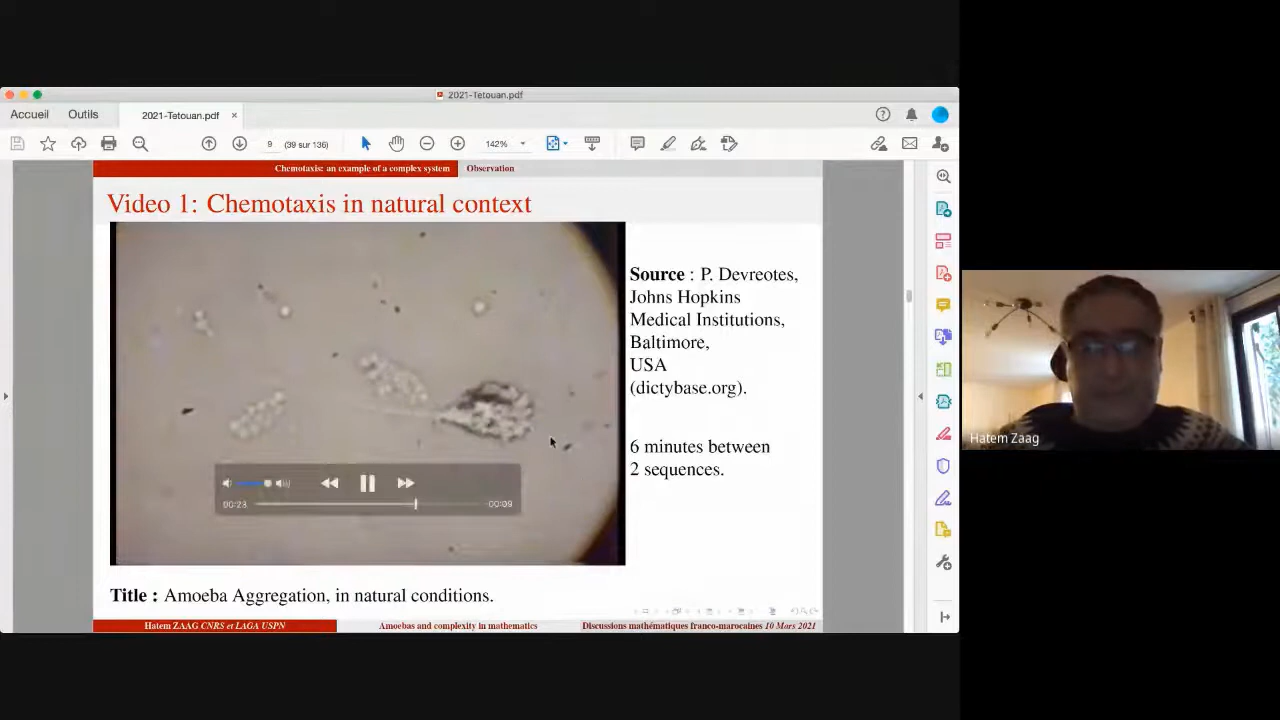 2021-Tetouan.pdf
Accueil Outils 2021-Tetouan.pdf ×
9 (39 sur 136) 142%
Chemotaxis: an example of a complex system Observation
Video 1: Chemotaxis in natural context
Source : P. Devreotes,
Johns Hopkins
Medical Institutions,
Baltimore,
USA
(dictybase.org).
6 minutes between
2 sequences.
00:23 -00:09
Title : Amoeba Aggregation, in natural conditions.
Hatem ZAAG CNRS et LAGA USPN Amoebas and complexity in mathematics Discussions mathématiques franco-marocaines 10 Mars 2021
Hatem Zaag